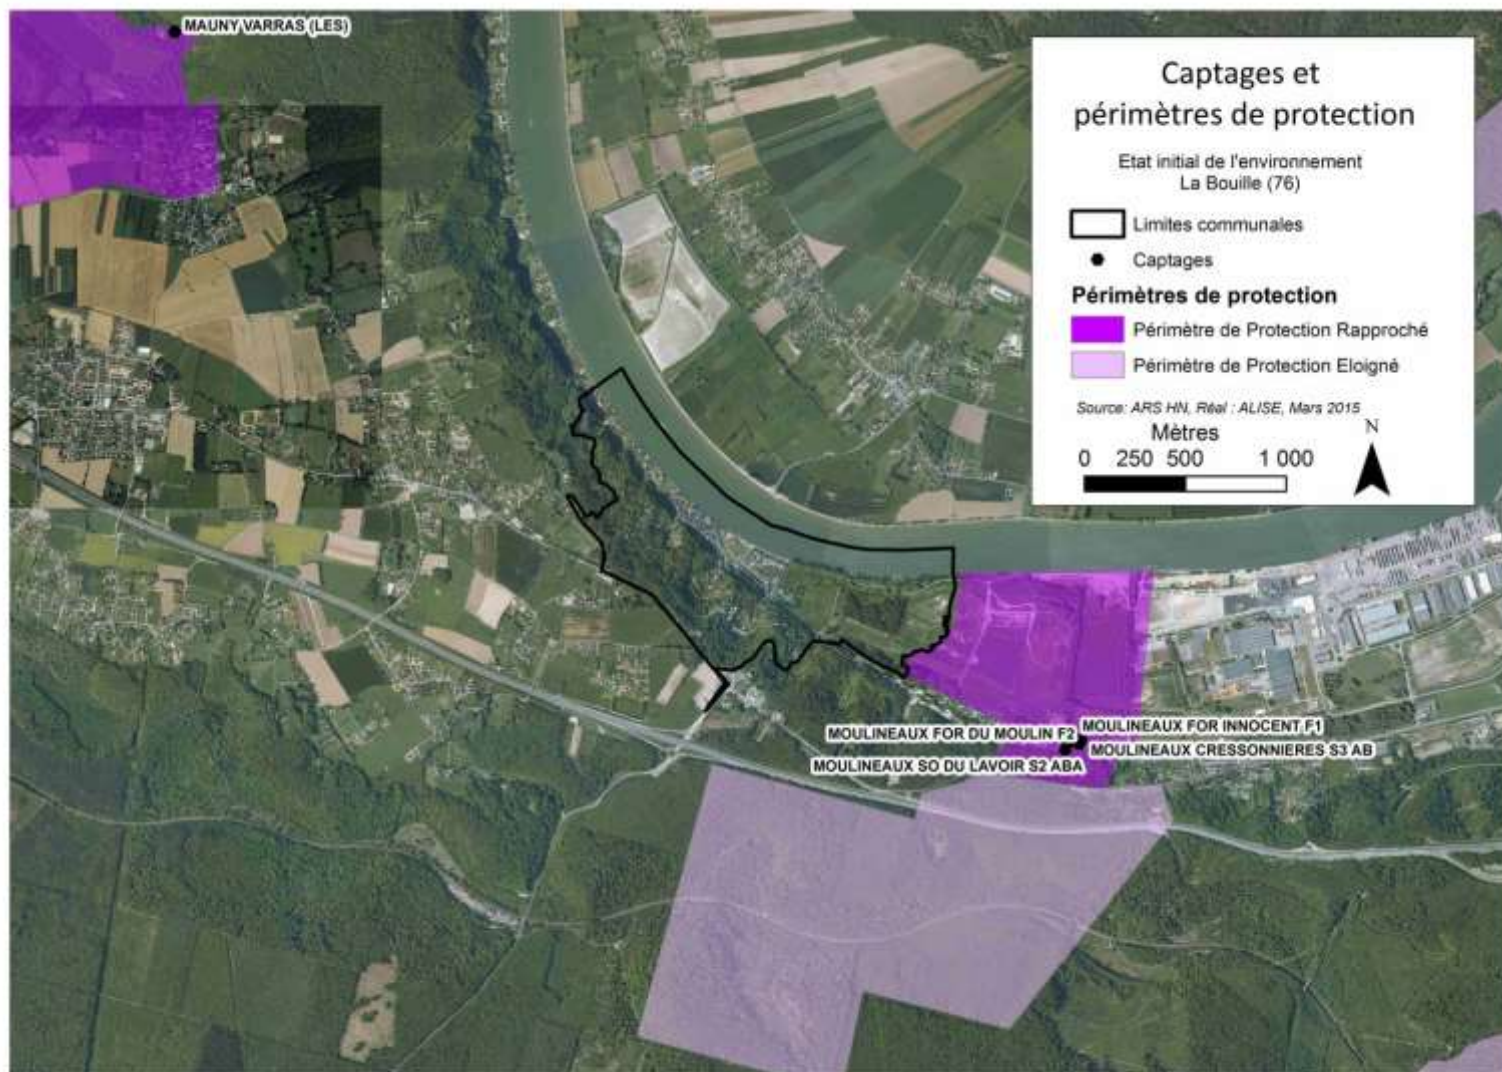 MAUNY VARRAS (LES)
Captages et
périmètres de protection
Etat initial de l'environnement
La Bouille (76)
Limites communales
Captages
Périmètres de protection
Périmètre de Protection Rapproché
Périmètre de Protection Eloigné
Source: ARS HN, Réal : ALISE, Mars 2015
Mètres
N
0 250 500 1 000
MOULINEAUX FOR DU MOULIN F2
MOULINEAUX FOR INNOCENT F1
MOULINEAUX CRESSONNIERES S3 AB
MOULINEAUX SO DU LAVOIR S2 ABA